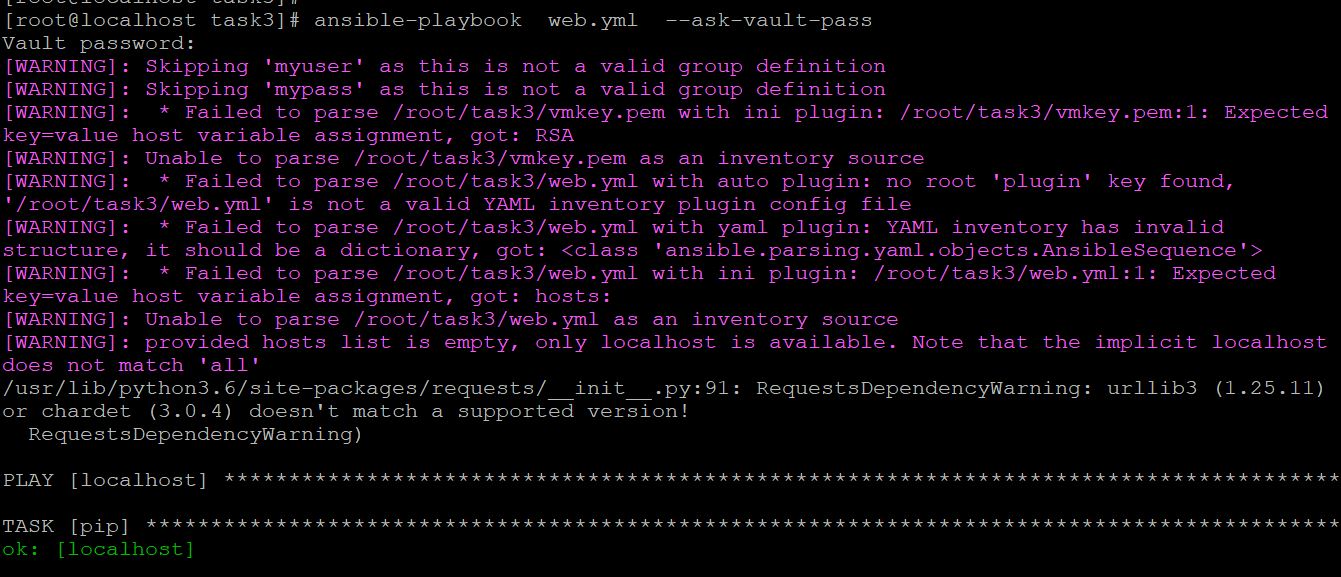 [root@localhost task3]#
[root@localhost task3]# ansible-playbook  web.yml  --ask-vault-pass
Vault password:
[WARNING]: Skipping 'myuser' as this is not a valid group definition
[WARNING]: Skipping 'mypass' as this is not a valid group definition
[WARNING]:  * Failed to parse /root/task3/vmkey.pem with ini plugin: /root/task3/vmkey.pem:1: Expected
key=value host variable assignment, got: RSA
[WARNING]: Unable to parse /root/task3/vmkey.pem as an inventory source
[WARNING]:  * Failed to parse /root/task3/web.yml with auto plugin: no root 'plugin' key found,
'/root/task3/web.yml' is not a valid YAML inventory plugin config file
[WARNING]:  * Failed to parse /root/task3/web.yml with yaml plugin: YAML inventory has invalid
structure, it should be a dictionary, got: <class 'ansible.parsing.yaml.objects.AnsibleSequence'>
[WARNING]:  * Failed to parse /root/task3/web.yml with ini plugin: /root/task3/web.yml:1: Expected
key=value host variable assignment, got: hosts:
[WARNING]: Unable to parse /root/task3/web.yml as an inventory source
[WARNING]: provided hosts list is empty, only localhost is available. Note that the implicit localhost
does not match 'all'
/usr/lib/python3.6/site-packages/requests/__init__.py:91: RequestsDependencyWarning: urllib3 (1.25.11)
or chardet (3.0.4) doesn't match a supported version!
  RequestsDependencyWarning)
PLAY [localhost] *************************************************************************************
TASK [pip] *******************************************************************************************
ok: [localhost]